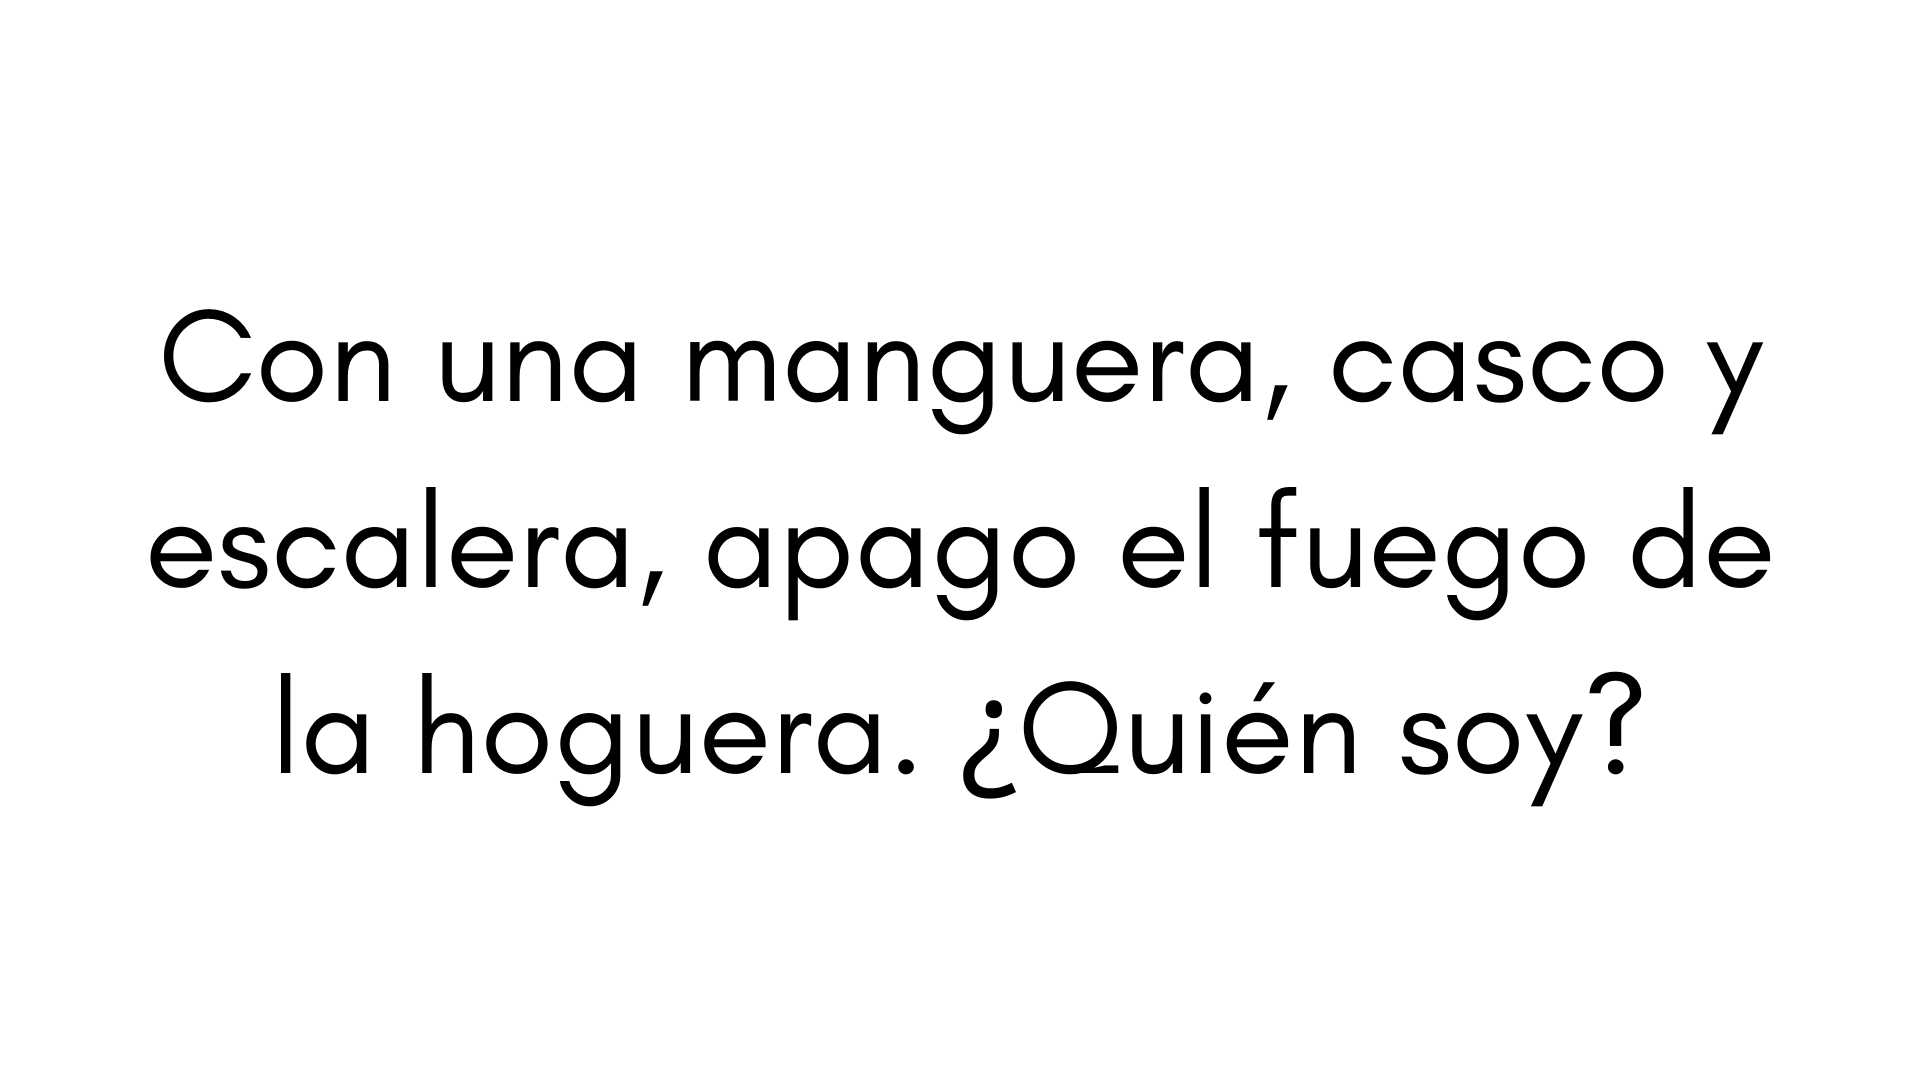 Con una manguera, casco y
escalera, apago el fuego de
la hoguera. ¿Quién soy?